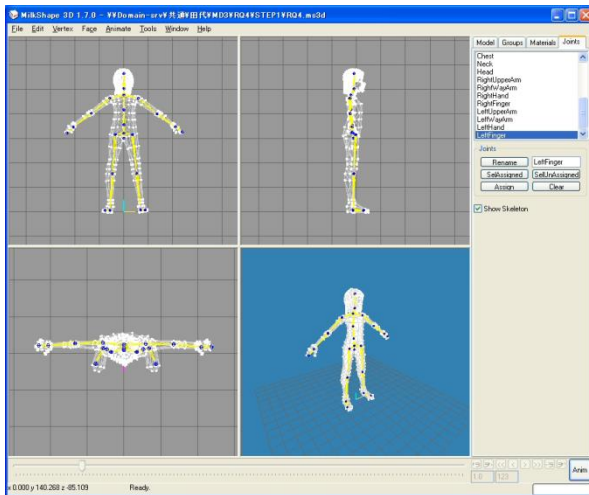 MilkShape 3D 1.7.0 - ¥¥Domain-srv¥共通¥田代¥MD3¥RQ4¥STEP1¥RQ4.ms3d
File Edit Vertex Face Animate Tools Window Help
Model Groups Materials Joints
Chest
Neck
Head
RightUpperArm
RightWayArm
RightHand
RightFinger
LeftUpperArm
LeftWayArm
LeftHand
LeftFinger
Joints
Rename LeftFinger
SelAssigned SelUnAssigned
Assign Clear
Show Skeleton
1.0 123 Anim
x 0.000 y 140.268 z -85.109 Ready.